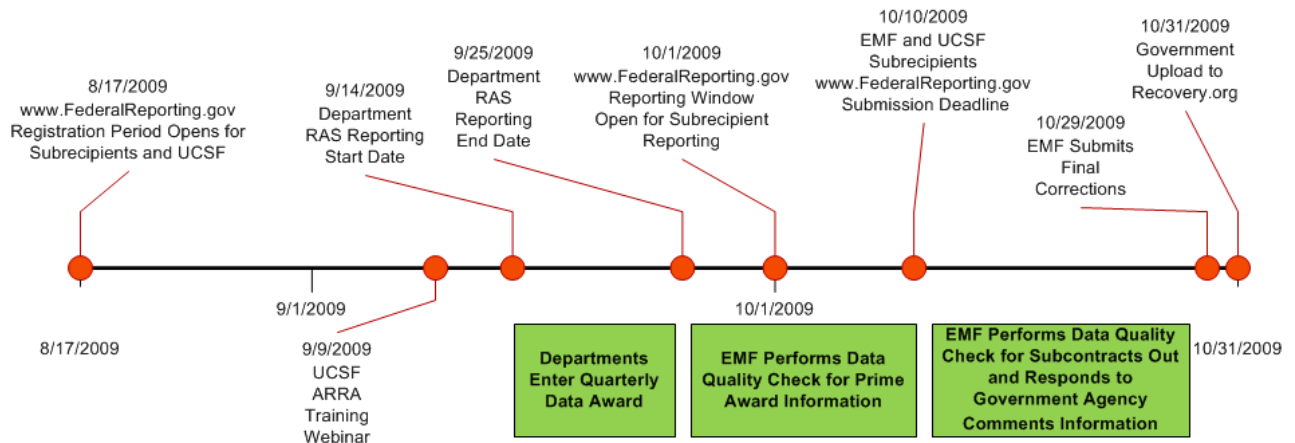 8/17/2009
www.FederalReporting.gov
Registration Period Opens for
Subrecipients and UCSF
9/14/2009
Department
RAS Reporting
Start Date
9/25/2009
Department
RAS
Reporting
End Date
10/1/2009
www.FederalReporting.gov
Reporting Window
Open for Subrecipient
Reporting
10/10/2009
EMF and UCSF
Subrecipients
www.FederalReporting.gov
Submission Deadline
10/29/2009
EMF Submits
Final
Corrections
10/31/2009
Government
Upload to
Recovery.org
8/17/2009
9/1/2009
9/9/2009
UCSF
ARRA
Training
Webinar
10/1/2009
10/31/2009
Departments
Enter Quarterly
Data Award
EMF Performs Data
Quality Check for Prime
Award Information
EMF Performs Data Quality
Check for Subcontracts Out
and Responds to
Government Agency
Comments Information